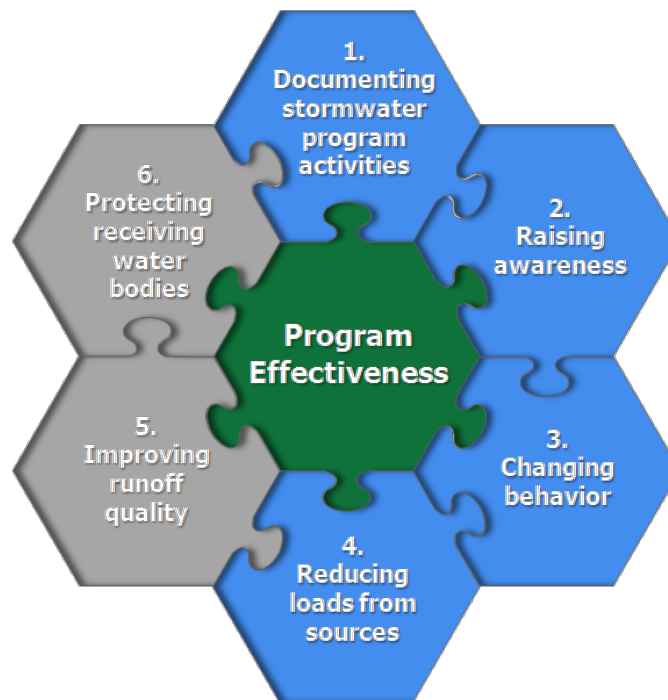 1.
Documenting
stormwater
program
activities
2.
Raising
awareness
3.
Changing
behavior
4.
Reducing
loads from
sources
5.
Improving
runoff
quality
6.
Protecting
receiving
water
bodies
Program
Effectiveness